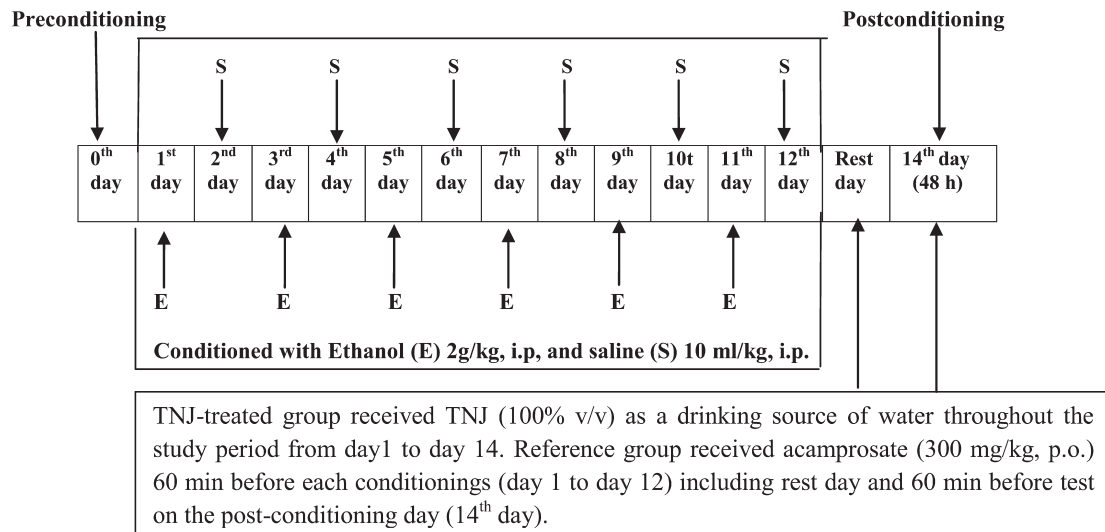 Preconditioning Postconditioning
S S S S S S
0th 1st 2nd 3rd 4th 5th 6th 7th 8th 9th 10t 11th 12th Rest 14th day
day day day day day day day day day day day day day day (48 h)
E E E E E E
Conditioned with Ethanol (E) 2g/kg, i.p, and saline (S) 10 ml/kg, i.p.
TNJ-treated group received TNJ (100% v/v) as a drinking source of water throughout the
study period from day1 to day 14. Reference group received acamprosate (300 mg/kg, p.o.)
60 min before each conditionings (day 1 to day 12) including rest day and 60 min before test
on the post-conditioning day (14th day).